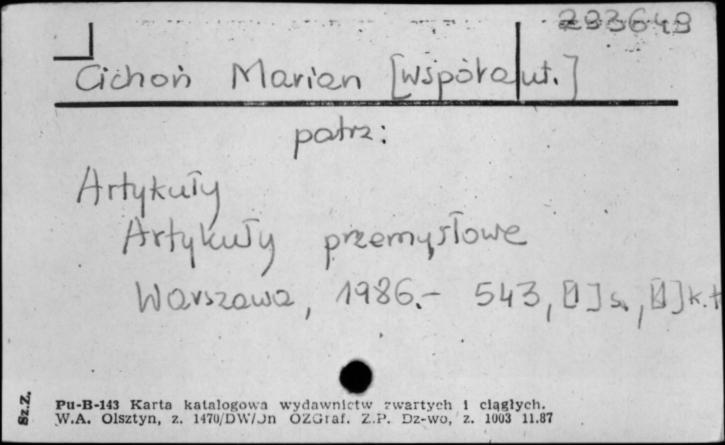 293649
Cichoń Marian [współaut.]
patrz:
Artykuły
Artykuły przemysłowe
Warszawa, 1986.- 543, [1] s., [1] k.t
Sz.Z.
Pu-B-143 Karta katalogowa wydawnictw zwartych i ciągłych.
W.A. Olsztyn, z. 1470/DW/Jn OZGraf. Z.P. Dz-wo, z. 1003 11.87